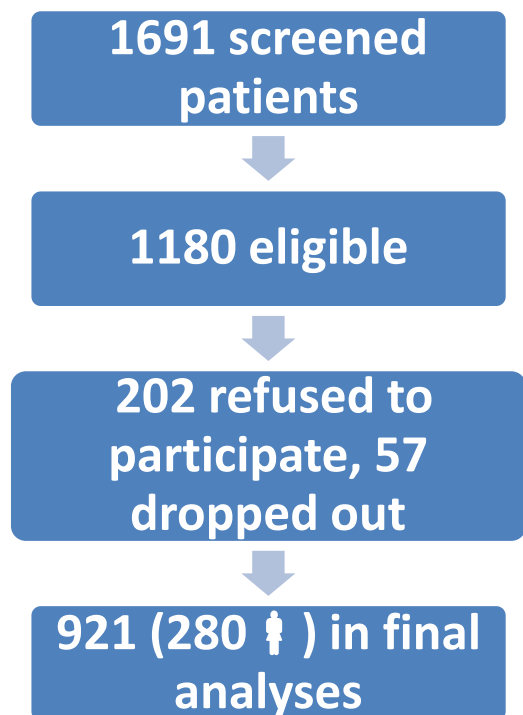 1691 screened
patients
1180 eligible
202 refused to
participate, 57
dropped out
921 (280 🚺︎ ) in final
analyses